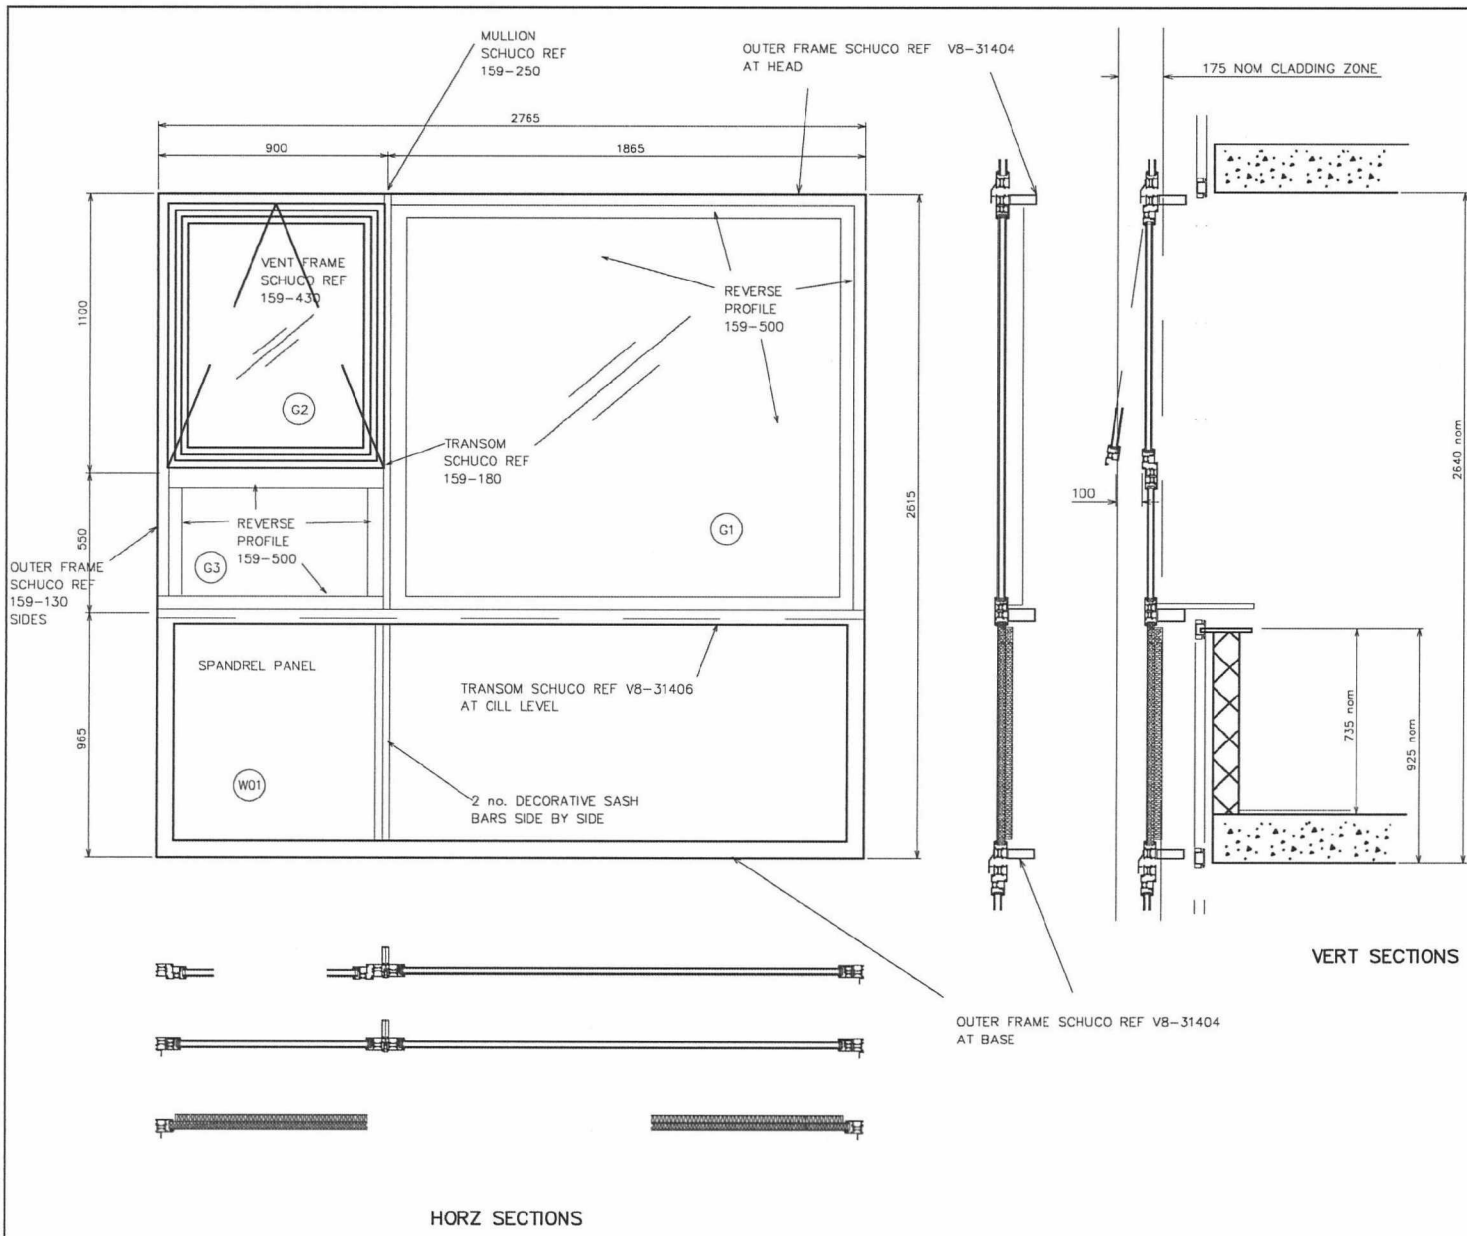 MULLION
SCHUCO REF
159-250
OUTER FRAME SCHUCO REF V8-31404
AT HEAD
175 NOM CLADDING ZONE
2765
900
1865
1100
VENT FRAME
SCHUCO REF
159-430
REVERSE
PROFILE
159-500
G2
TRANSOM
SCHUCO REF
159-180
2615
2640 nom
100
550
REVERSE
PROFILE
159-500
G1
G3
OUTER FRAME
SCHUCO REF
159-130
SIDES
SPANDREL PANEL
TRANSOM SCHUCO REF V8-31406
AT CILL LEVEL
965
735 nom
925 nom
W01
2 no. DECORATIVE SASH
BARS SIDE BY SIDE
VERT SECTIONS
OUTER FRAME SCHUCO REF V8-31404
AT BASE
HORZ SECTIONS